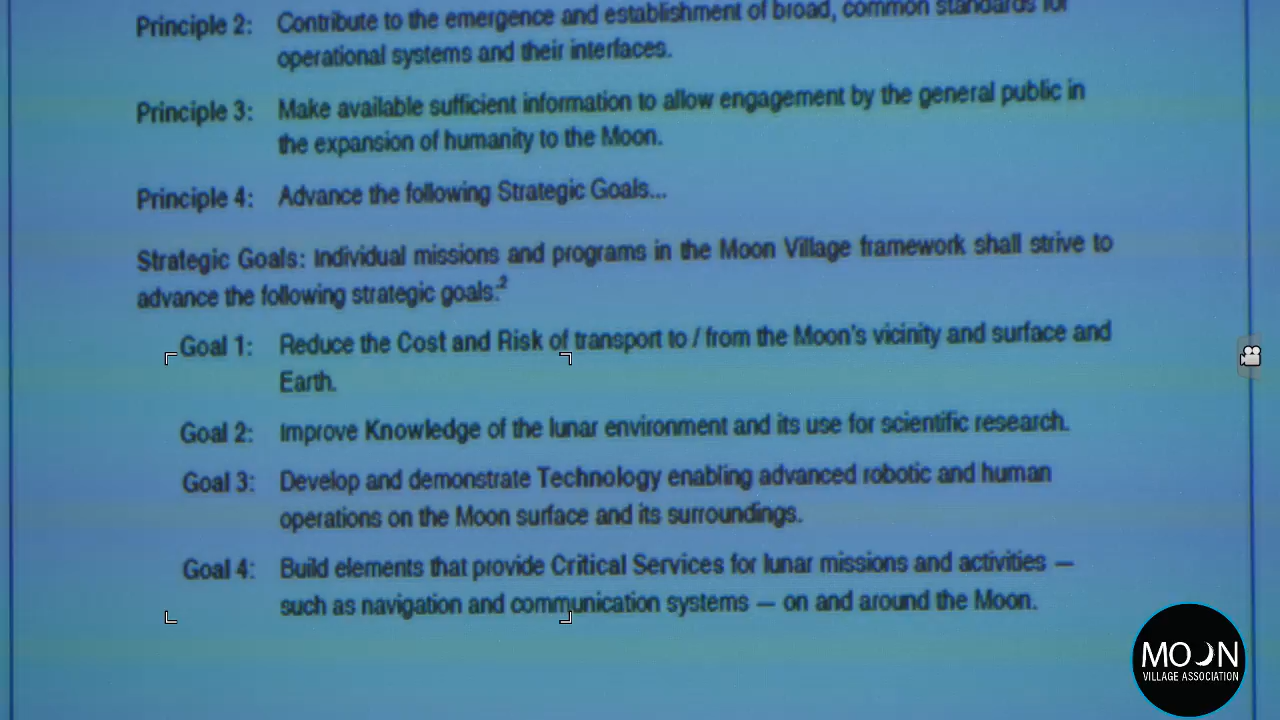 Principle 2: Contribute to the emergence and establishment of broad, common standards for
operational systems and their interfaces.
Principle 3: Make available sufficient information to allow engagement by the general public in
the expansion of humanity to the Moon.
Principle 4: Advance the following Strategic Goals...
Strategic Goals: Individual missions and programs in the Moon Village framework shall strive to
advance the following strategic goals:2
Goal 1: Reduce the Cost and Risk of transport to / from the Moon's vicinity and surface and
Earth.
Goal 2: Improve Knowledge of the lunar environment and its use for scientific research.
Goal 3: Develop and demonstrate Technology enabling advanced robotic and human
operations on the Moon surface and its surroundings.
Goal 4: Build elements that provide Critical Services for lunar missions and activities —
such as navigation and communication systems — on and around the Moon.
MOON
VILLAGE ASSOCIATION